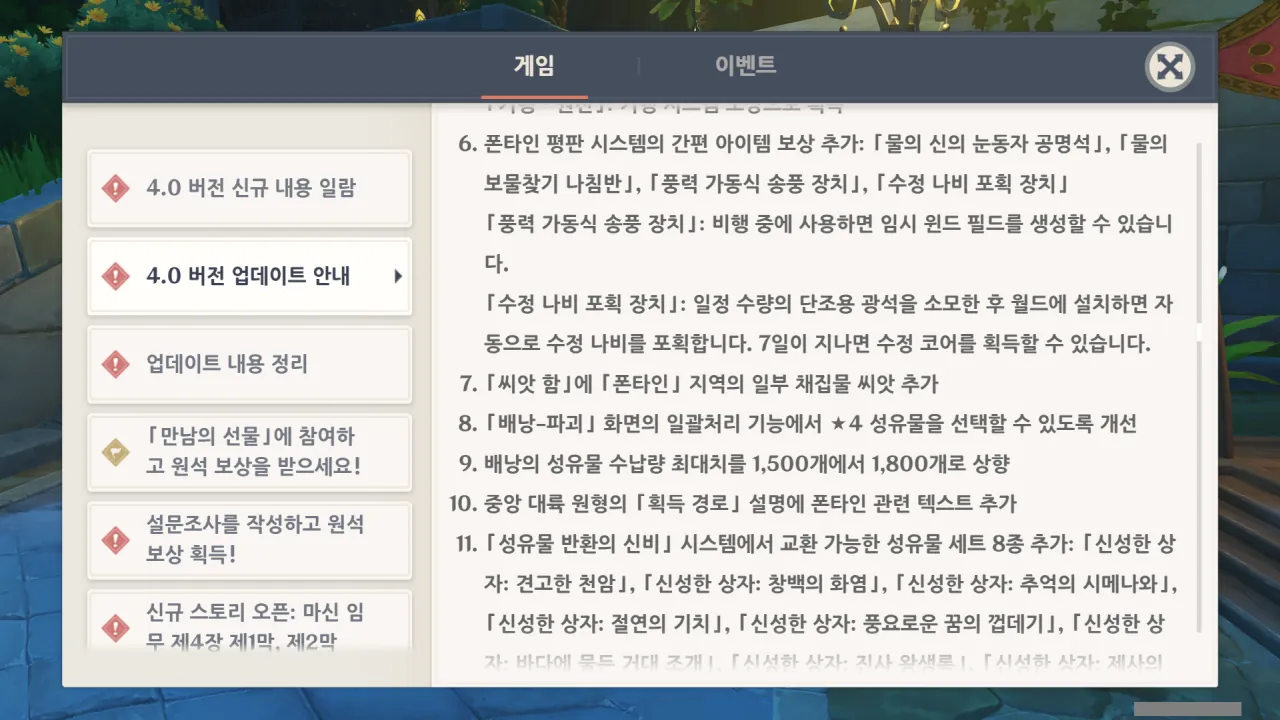 게임
이벤트
4.0 버전 신규 내용 일람
4.0 버전 업데이트 안내
업데이트 내용 정리
「만남의 선물」에 참여하
고 원석 보상을 받으세요!
설문조사를 작성하고 원석
보상 획득!
신규 스토리 오픈: 마신 임
무 제4장 제1막, 제2막
6. 폰타인 평판 시스템의 간편 아이템 보상 추가: 「물의 신의 눈동자 공명석」, 「물의
보물찾기 나침반」, 「풍력 가동식 송풍 장치」, 「수정 나비 포획 장치」
「풍력 가동식 송풍 장치」: 비행 중에 사용하면 임시 윈드 필드를 생성할 수 있습니
다.
「수정 나비 포획 장치」: 일정 수량의 단조용 광석을 소모한 후 월드에 설치하면 자
동으로 수정 나비를 포획합니다. 7일이 지나면 수정 코어를 획득할 수 있습니다.
7. 「씨앗 함」에 「폰타인」 지역의 일부 채집물 씨앗 추가
8. 「배낭-파괴」 화면의 일괄처리 기능에서 ★4 성유물을 선택할 수 있도록 개선
9. 배낭의 성유물 수납량 최대치를 1,500개에서 1,800개로 상향
10. 중앙 대륙 원형의 「획득 경로」 설명에 폰타인 관련 텍스트 추가
11. 「성유물 반환의 신비」 시스템에서 교환 가능한 성유물 세트 8종 추가: 「신성한 상
자: 견고한 천암」, 「신성한 상자: 창백의 화염」, 「신성한 상자: 추억의 시메나와」,
「신성한 상자: 절연의 기치」, 「신성한 상자: 풍요로운 꿈의 껍데기」, 「신성한 상
자: 바다에 물든 거대 조개」, 「신성한 상자: 진사 왕생록」, 「신성한 상자: 제사의